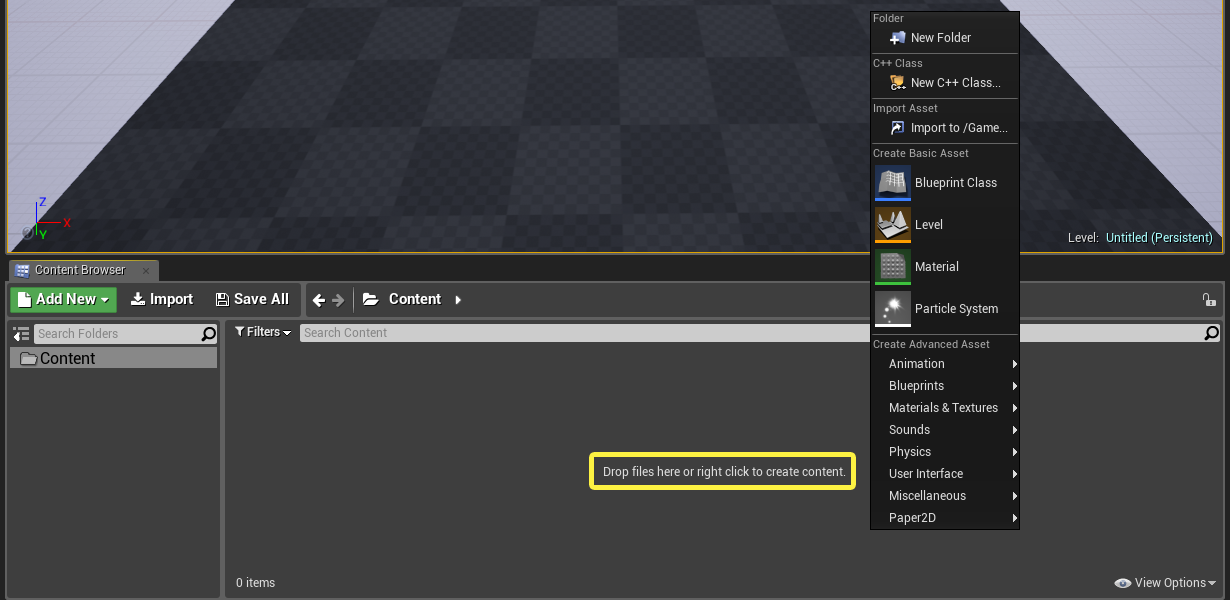 Folder
New Folder
C++ Class
New C++ Class...
Import Asset
Import to /Game...
Create Basic Asset
Blueprint Class
Level
Material
Particle System
Create Advanced Asset
Animation
Blueprints
Materials & Textures
Sounds
Physics
User Interface
Miscellaneous
Paper2D
Z
X
Y
Level: Untitled (Persistent)
Content Browser
Add New Import Save All Content
Search Folders
Filters Search Content
Content
Drop files here or right click to create content.
0 items
View Options